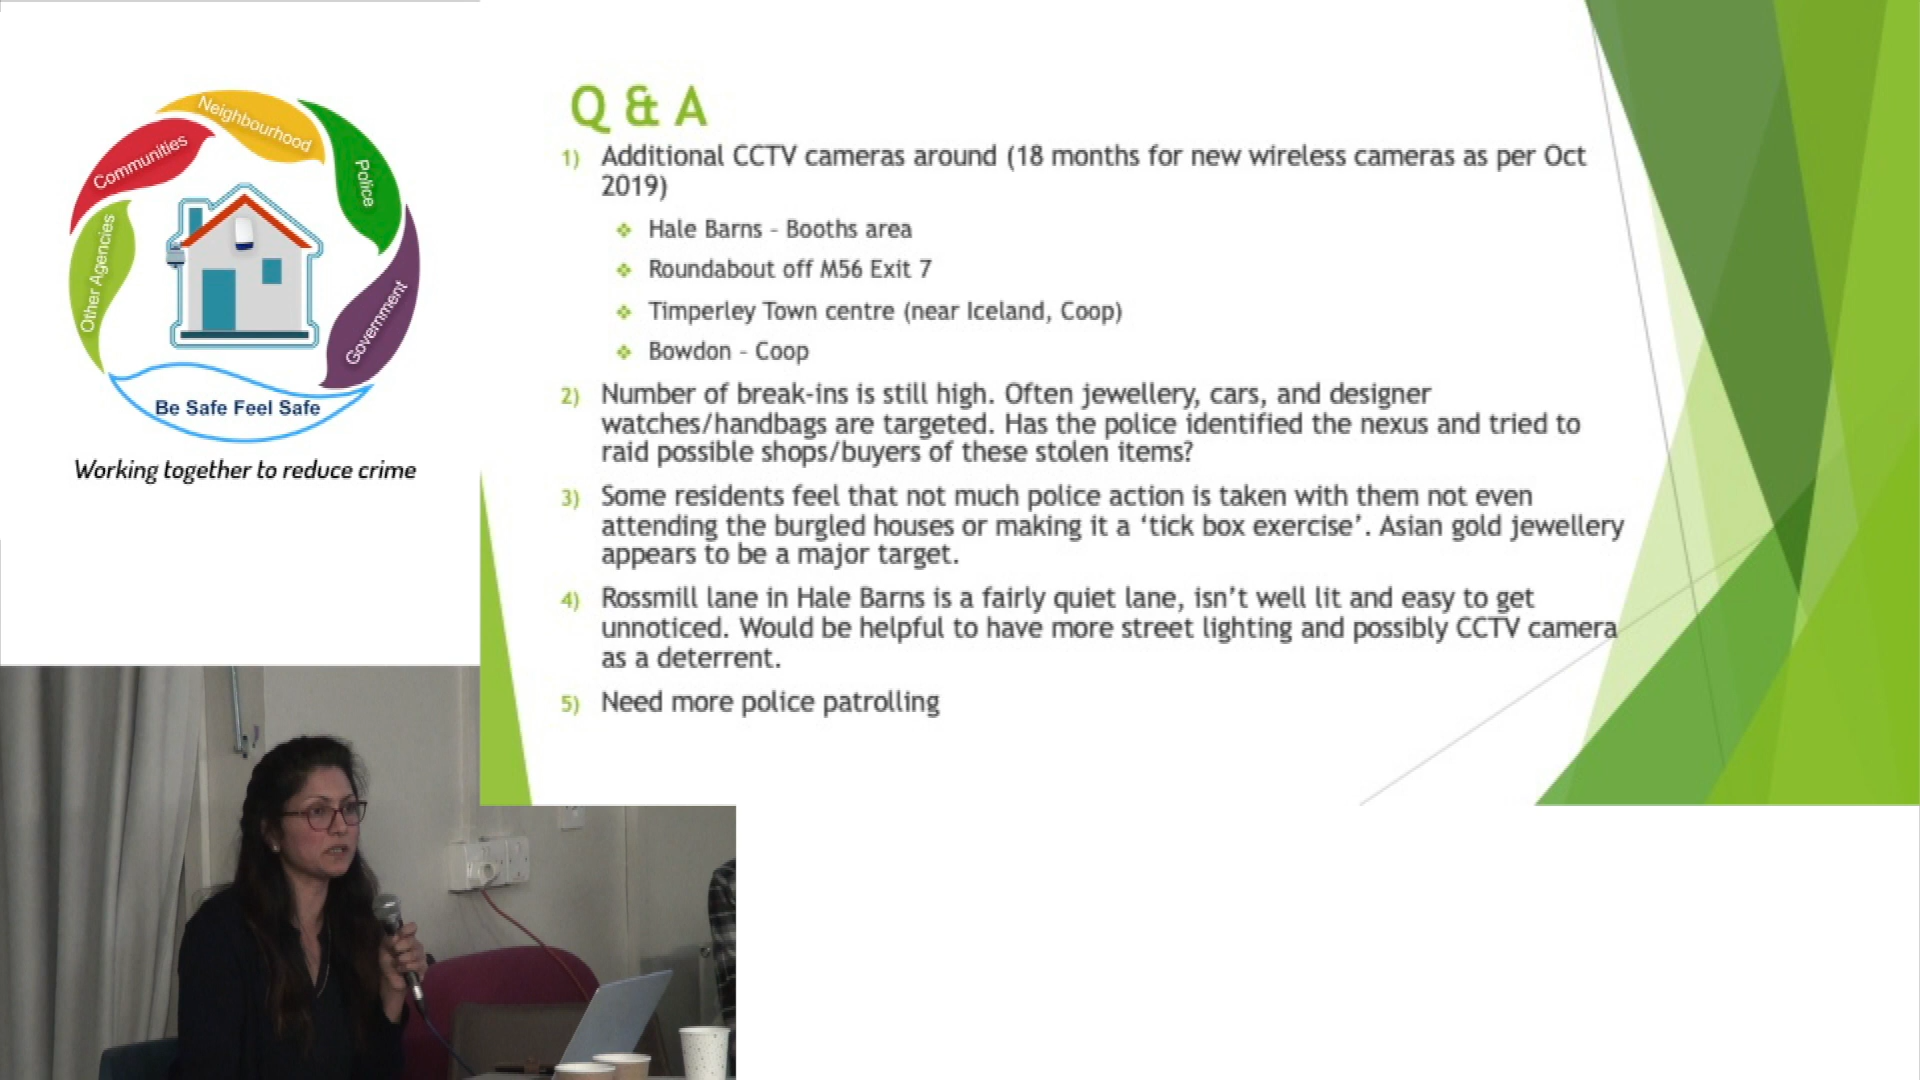 Neighbourhood
Communities
Police
Other Agencies
Government
Be Safe Feel Safe
Working together to reduce crime
Q & A
1) Additional CCTV cameras around (18 months for new wireless cameras as per Oct
2019)
❖ Hale Barns - Booths area
❖ Roundabout off M56 Exit 7
❖ Timperley Town centre (near Iceland, Coop)
❖ Bowdon - Coop
2) Number of break-ins is still high. Often jewellery, cars, and designer
watches/handbags are targeted. Has the police identified the nexus and tried to
raid possible shops/buyers of these stolen items?
3) Some residents feel that not much police action is taken with them not even
attending the burgled houses or making it a ‘tick box exercise’. Asian gold jewellery
appears to be a major target.
4) Rossmill lane in Hale Barns is a fairly quiet lane, isn’t well lit and easy to get
unnoticed. Would be helpful to have more street lighting and possibly CCTV camera
as a deterrent.
5) Need more police patrolling